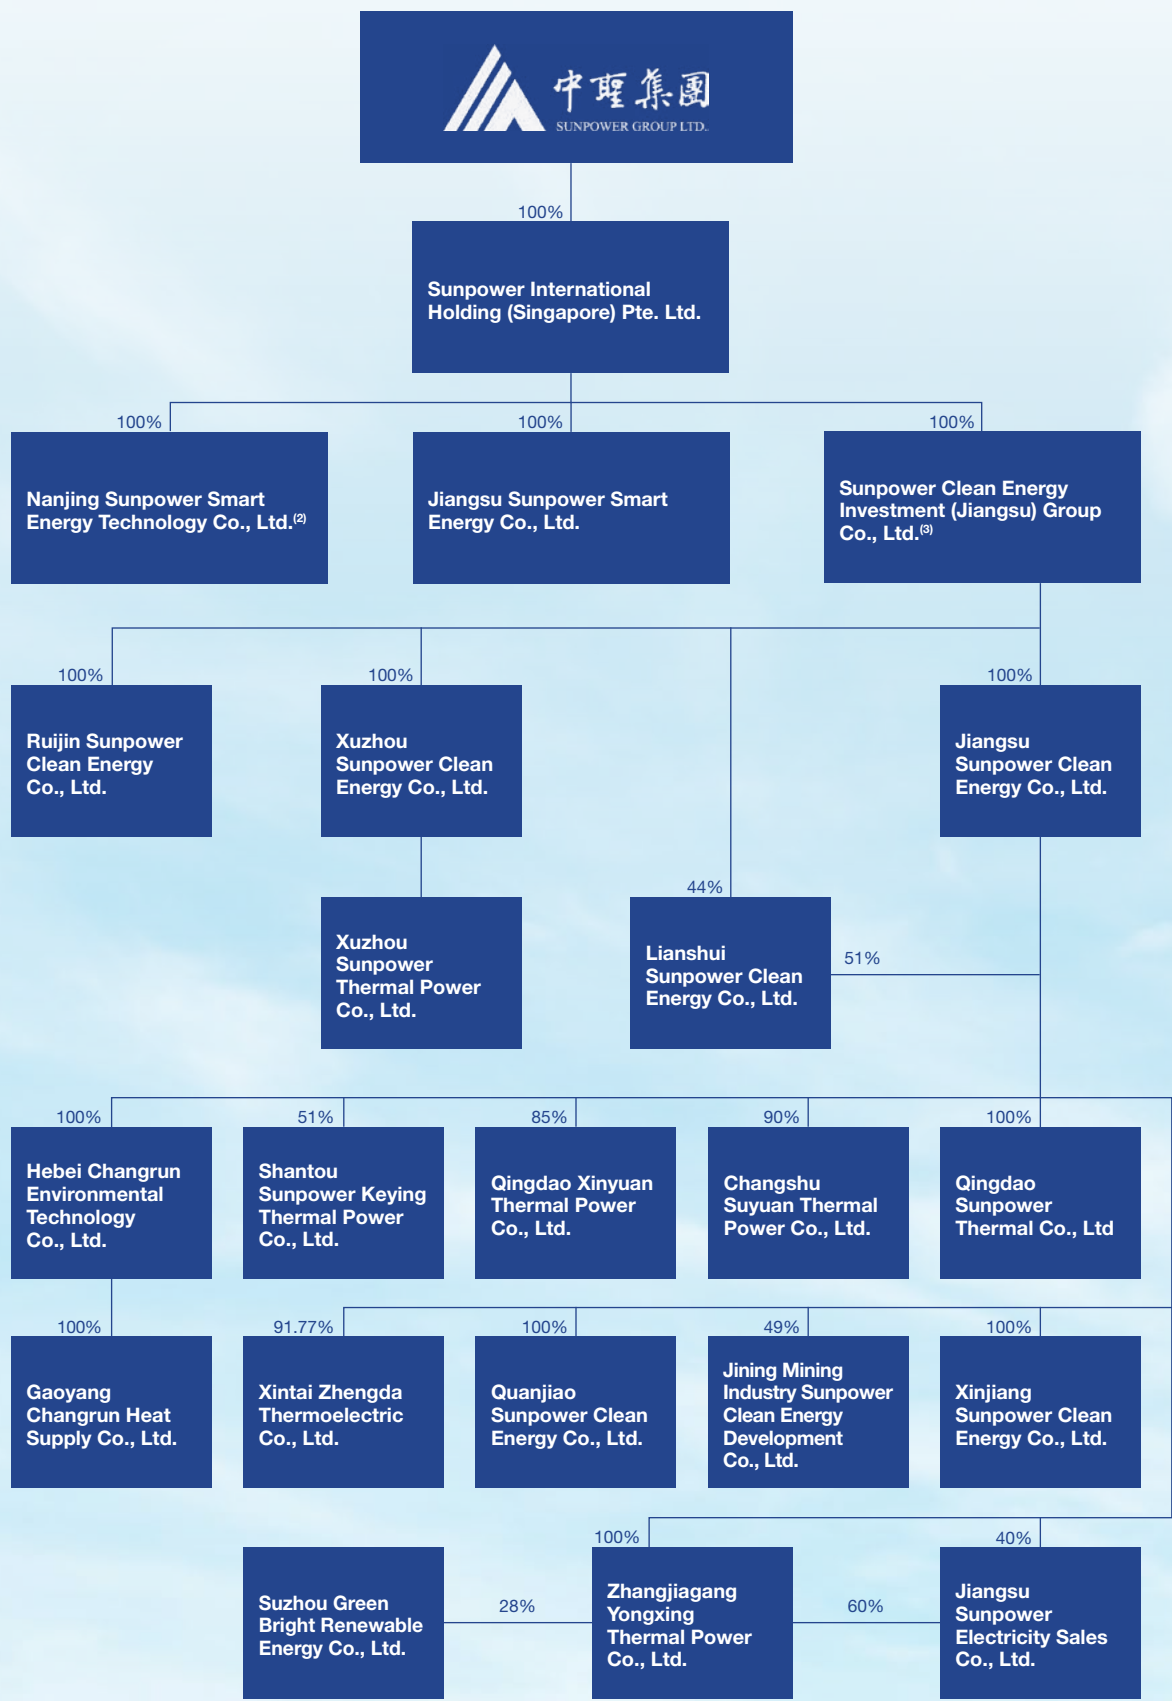 中聖集團
SUNPOWER GROUP LTD.
100%
Sunpower International
Holding (Singapore) Pte. Ltd.
100%
100%
100%
Nanjing Sunpower Smart
Energy Technology Co., Ltd.(2)
Jiangsu Sunpower Smart
Energy Co., Ltd.
Sunpower Clean Energy
Investment (Jiangsu) Group
Co., Ltd.(3)
100%
100%
100%
Ruijin Sunpower
Clean Energy
Co., Ltd.
Xuzhou
Sunpower Clean
Energy Co., Ltd.
Jiangsu
Sunpower Clean
Energy Co., Ltd.
44%
Xuzhou
Sunpower
Thermal Power
Co., Ltd.
Lianshui
Sunpower Clean
Energy Co., Ltd.
51%
100%
51%
85%
90%
100%
Hebei Changrun
Environmental
Technology
Co., Ltd.
Shantou
Sunpower Keying
Thermal Power
Co., Ltd.
Qingdao Xinyuan
Thermal Power
Co., Ltd.
Changshu
Suyuan Thermal
Power Co., Ltd.
Qingdao
Sunpower
Thermal Co., Ltd
100%
91.77%
100%
49%
100%
Gaoyang
Changrun Heat
Supply Co., Ltd.
Xintai Zhengda
Thermoelectric
Co., Ltd.
Quanjiao
Sunpower Clean
Energy Co., Ltd.
Jining Mining
Industry Sunpower
Clean Energy
Development
Co., Ltd.
Xinjiang
Sunpower Clean
Energy Co., Ltd.
100%
40%
Suzhou Green
Bright Renewable
Energy Co., Ltd.
28%
Zhangjiagang
Yongxing
Thermal Power
Co., Ltd.
60%
Jiangsu
Sunpower
Electricity Sales
Co., Ltd.